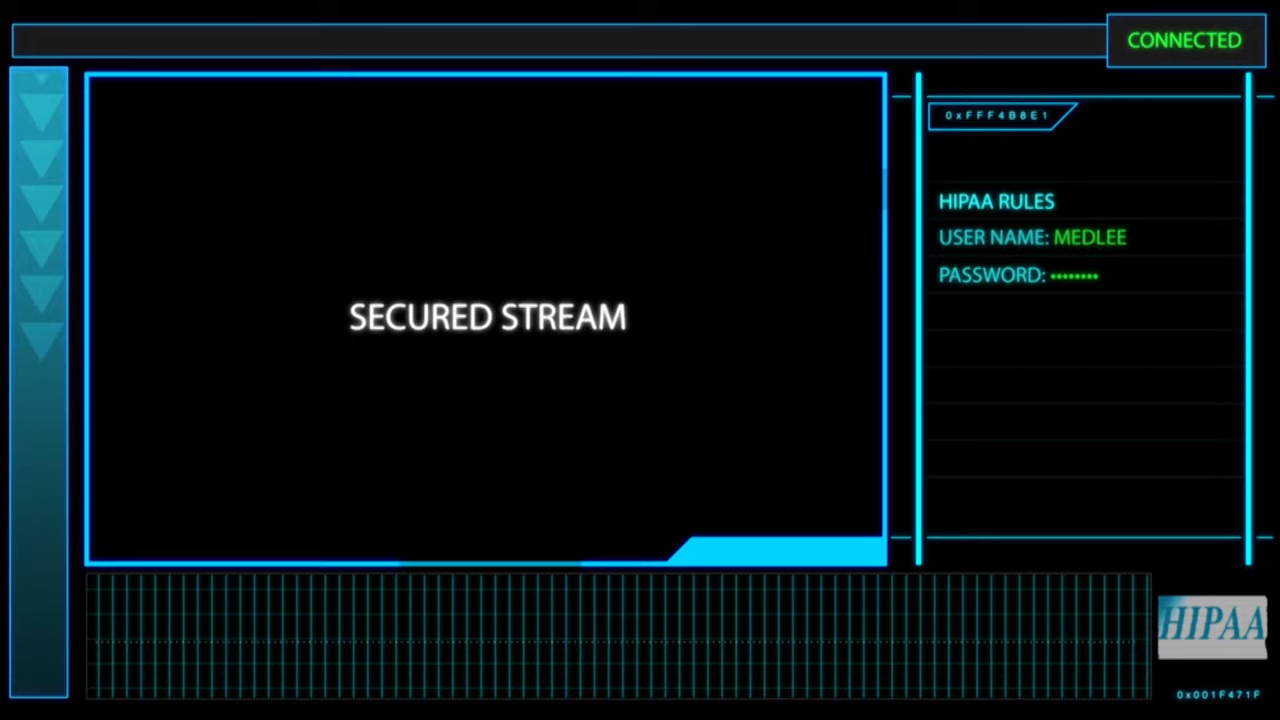 CONNECTED
0xFFF4B8E1
HIPAA RULES
USER NAME: MEDLEE
PASSWORD: ••••••••
SECURED STREAM
HIPAA
0x001F471F